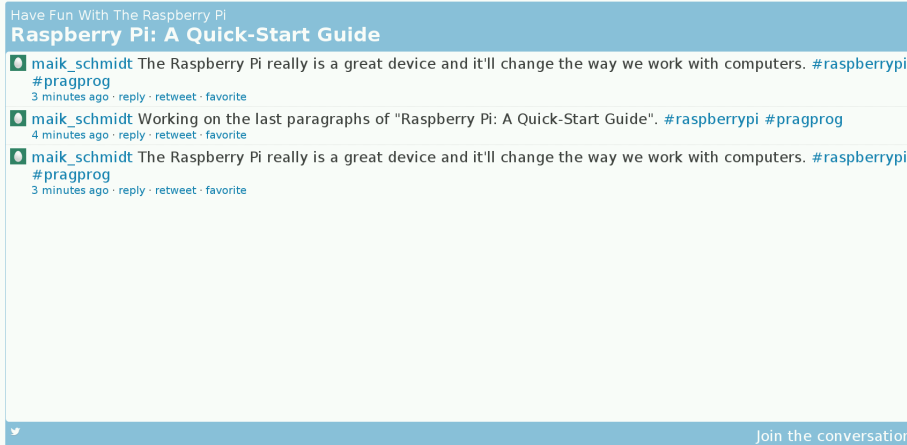 Have Fun With The Raspberry Pi
Raspberry Pi: A Quick-Start Guide
maik_schmidt The Raspberry Pi really is a great device and it'll change the way we work with computers. #raspberrypi
#pragprog
3 minutes ago · reply · retweet · favorite
maik_schmidt Working on the last paragraphs of "Raspberry Pi: A Quick-Start Guide". #raspberrypi #pragprog
4 minutes ago · reply · retweet · favorite
maik_schmidt The Raspberry Pi really is a great device and it'll change the way we work with computers. #raspberrypi
#pragprog
3 minutes ago · reply · retweet · favorite
Join the conversation